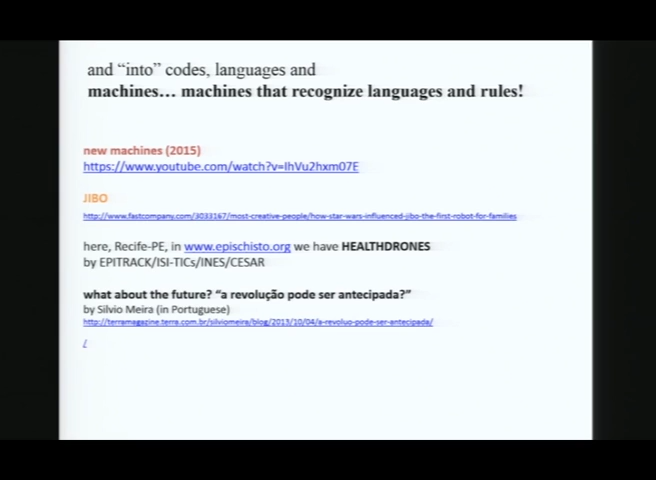 and “into” codes, languages and
machines… machines that recognize languages and rules!
new machines (2015)
https://www.youtube.com/watch?v=IhVu2hxm07E
JIBO
http://www.fastcompany.com/3033167/most-creative-people/how-star-wars-influenced-jibo-the-first-robot-for-families
here, Recife-PE, in www.epischisto.org we have HEALTHDRONES
by EPITRACK/ISI-TICs/INES/CESAR
what about the future? “a revolução pode ser antecipada?”
by Silvio Meira (in Portuguese)
http://terramagazine.terra.com.br/silviomeira/blog/2013/10/04/a-revoluo-pode-ser-antecipada/
/